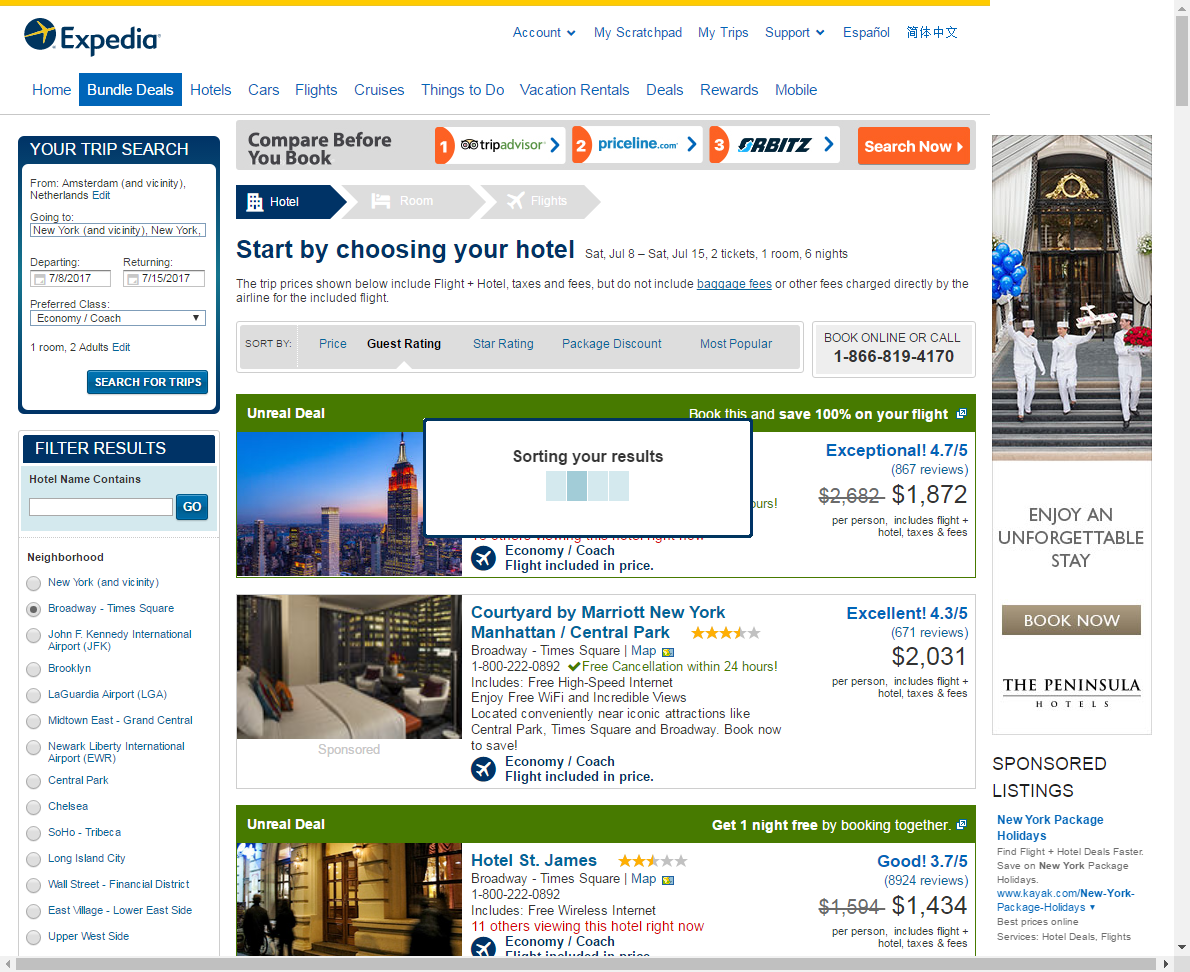 Expedia
Account
My Scratchpad
My Trips
Support
Español
简体中文
Home
Bundle Deals
Hotels
Cars
Flights
Cruises
Things to Do
Vacation Rentals
Deals
Rewards
Mobile
YOUR TRIP SEARCH
From: Amsterdam (and vicinity),
Netherlands Edit
Going to:
New York (and vicinity), New York,
Departing:
Returning:
7/8/2017
7/15/2017
Preferred Class:
Economy / Coach
1 room, 2 Adults Edit
SEARCH FOR TRIPS
FILTER RESULTS
Hotel Name Contains
GO
Neighborhood
New York (and vicinity)
Broadway - Times Square
John F. Kennedy International
Airport (JFK)
Brooklyn
LaGuardia Airport (LGA)
Midtown East - Grand Central
Newark Liberty International
Airport (EWR)
Central Park
Chelsea
SoHo - Tribeca
Long Island City
Wall Street - Financial District
East Village - Lower East Side
Upper West Side
Compare Before
You Book
1 tripadvisor
2 priceline.com
3 ORBITZ
Search Now
Hotel
Room
Flights
Start by choosing your hotel
Sat, Jul 8 – Sat, Jul 15, 2 tickets, 1 room, 6 nights
The trip prices shown below include Flight + Hotel, taxes and fees, but do not include baggage fees or other fees charged directly by the
airline for the included flight.
SORT BY:
Price
Guest Rating
Star Rating
Package Discount
Most Popular
BOOK ONLINE OR CALL
1-866-819-4170
Unreal Deal
Book this and save 100% on your flight
Sorting your results
ours!
Economy / Coach
Flight included in price.
Exceptional! 4.7/5
(867 reviews)
$2,682 $1,872
per person, includes flight +
hotel, taxes & fees
Sponsored
Courtyard by Marriott New York
Manhattan / Central Park
Broadway - Times Square | Map
1-800-222-0892 Free Cancellation within 24 hours!
Includes: Free High-Speed Internet
Enjoy Free WiFi and Incredible Views
Located conveniently near iconic attractions like
Central Park, Times Square and Broadway. Book now
to save!
Economy / Coach
Flight included in price.
Excellent! 4.3/5
(671 reviews)
$2,031
per person, includes flight +
hotel, taxes & fees
Unreal Deal
Get 1 night free by booking together.
Hotel St. James
Broadway - Times Square | Map
1-800-222-0892
Includes: Free Wireless Internet
11 others viewing this hotel right now
Economy / Coach
Flight included in price.
Good! 3.7/5
(8924 reviews)
$1,594 $1,434
per person, includes flight +
hotel, taxes & fees
ENJOY AN
UNFORGETTABLE
STAY
BOOK NOW
THE PENINSULA
HOTELS
SPONSORED
LISTINGS
New York Package
Holidays
Find Flight + Hotel Deals Faster.
Save on New York Package
Holidays.
www.kayak.com/New-York-
Package-Holidays
Best prices online
Services: Hotel Deals, Flights